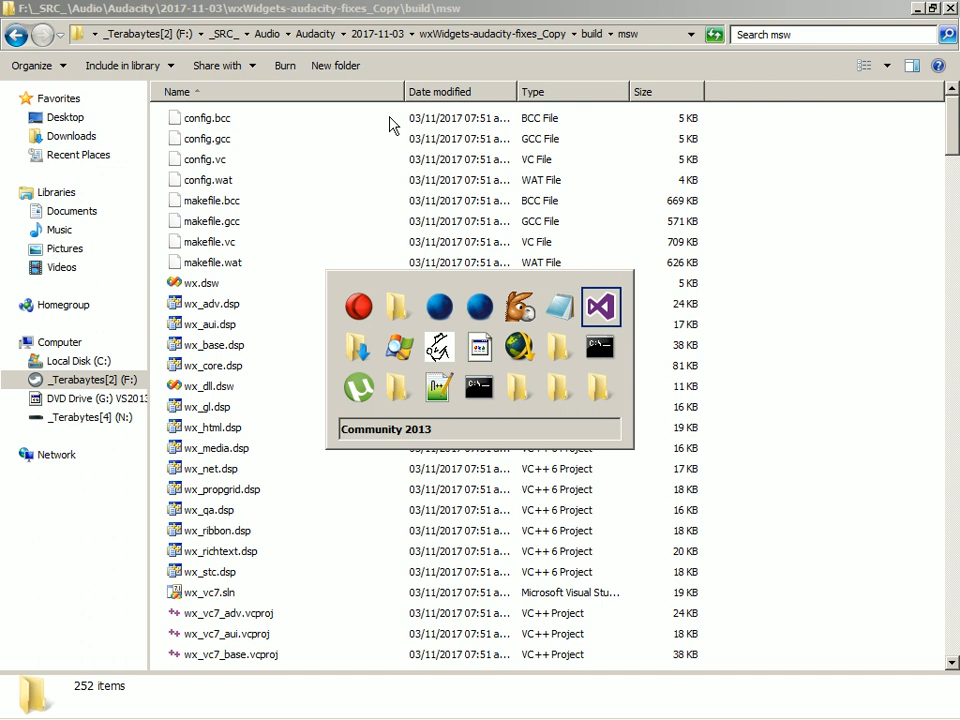 F:\_SRC_\Audio\Audacity\2017-11-03\wxWidgets-audacity-fixes_Copy\build\msw
_Terabaytes[2] (F:) _SRC_ Audio Audacity 2017-11-03 wxWidgets-audacity-fixes_Copy build msw Search msw
Organize Include in library Share with Burn New folder
Name Date modified Type Size
Favorites
Desktop
Downloads
Recent Places
Libraries
Documents
Music
Pictures
Videos
Homegroup
Computer
Local Disk (C:)
_Terabaytes[2] (F:)
DVD Drive (G:) VS2013
_Terabytes[4] (N:)
Network
config.bcc 03/11/2017 07:51 a... BCC File 5 KB
config.gcc 03/11/2017 07:51 a... GCC File 5 KB
config.vc 03/11/2017 07:51 a... VC File 5 KB
config.wat 03/11/2017 07:51 a... WAT File 4 KB
makefile.bcc 03/11/2017 07:51 a... BCC File 669 KB
makefile.gcc 03/11/2017 07:51 a... GCC File 571 KB
makefile.vc 03/11/2017 07:51 a... VC File 709 KB
makefile.wat 03/11/2017 07:51 a... WAT File 626 KB
wx.dsw 5 KB
wx_adv.dsp 24 KB
wx_aui.dsp 17 KB
wx_base.dsp 38 KB
wx_core.dsp 81 KB
wx_dll.dsw 11 KB
wx_gl.dsp 16 KB
wx_html.dsp 19 KB
Community 2013
wx_media.dsp 03/11/2017 07:51 a... VC++ 6 Project 16 KB
wx_net.dsp 03/11/2017 07:51 a... VC++ 6 Project 17 KB
wx_propgrid.dsp 03/11/2017 07:51 a... VC++ 6 Project 18 KB
wx_qa.dsp 03/11/2017 07:51 a... VC++ 6 Project 16 KB
wx_ribbon.dsp 03/11/2017 07:51 a... VC++ 6 Project 18 KB
wx_richtext.dsp 03/11/2017 07:51 a... VC++ 6 Project 20 KB
wx_stc.dsp 03/11/2017 07:51 a... VC++ 6 Project 18 KB
wx_vc7.sln 03/11/2017 07:51 a... Microsoft Visual Stu... 19 KB
wx_vc7_adv.vcproj 03/11/2017 07:51 a... VC++ Project 24 KB
wx_vc7_aui.vcproj 03/11/2017 07:51 a... VC++ Project 18 KB
wx_vc7_base.vcproj 03/11/2017 07:51 a... VC++ Project 38 KB
252 items